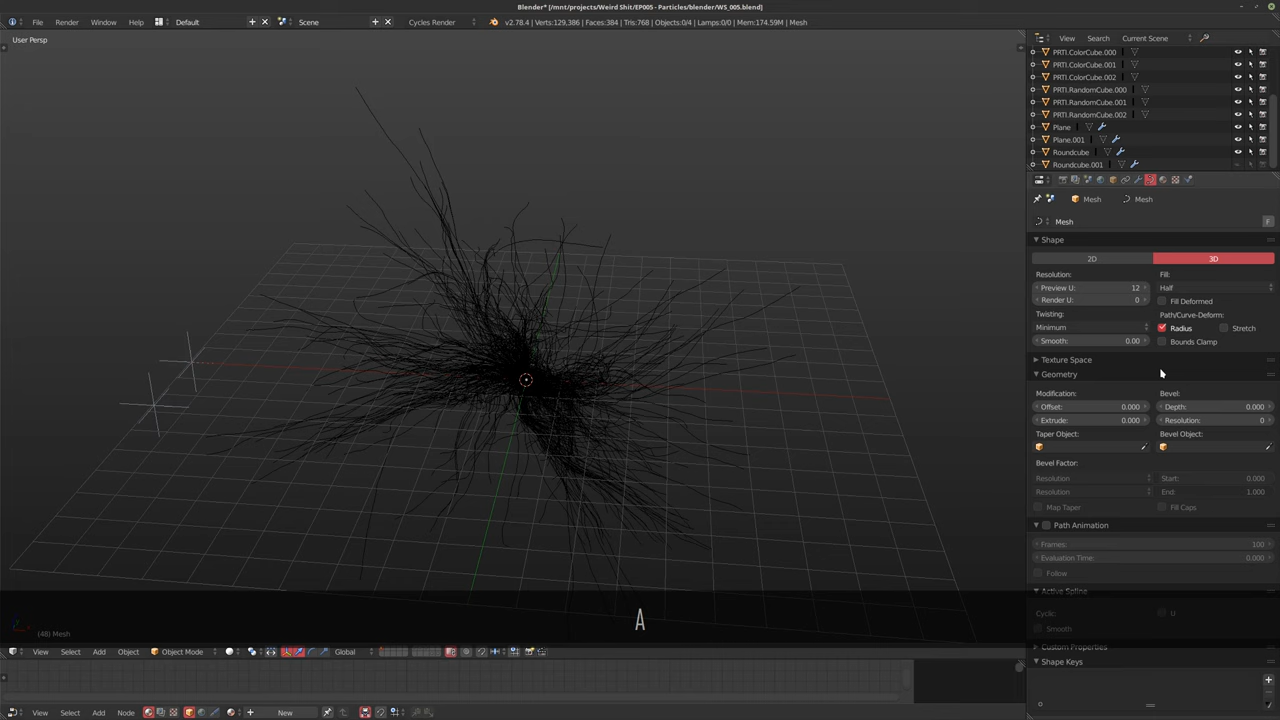 Blender* [/mnt/projects/Weird Shit/EP005 - Particles/blender/WS_005.blend]
File Render Window Help Default Scene Cycles Render v2.78.4 | Verts:129,386 | Faces:384 | Tris:768 | Objects:0/4 | Lamps:0/0 | Mem:174.59M | Mesh
User Persp
View Search Current Scene
PRTI.ColorCube.000
PRTI.ColorCube.001
PRTI.ColorCube.002
PRTI.RandomCube.000
PRTI.RandomCube.001
PRTI.RandomCube.002
Plane
Plane.001
Roundcube
Roundcube.001
Mesh Mesh
Mesh F
Shape
2D 3D
Resolution: Fill:
Preview U: 12 Half
Render U: 0 Fill Deformed
Twisting: Path/Curve-Deform:
Minimum Radius Stretch
Smooth: 0.00 Bounds Clamp
Texture Space
Geometry
Modification: Bevel:
Offset: 0.000 Depth: 0.000
Extrude: 0.000 Resolution: 0
Taper Object: Bevel Object:
Bevel Factor:
Resolution Start: 0.000
Resolution End: 1.000
Map Taper Fill Caps
Path Animation
Frames: 100
Evaluation Time: 0.000
Follow
Active Spline
Cyclic: U
Smooth
Custom Properties
Shape Keys
A
(48) Mesh
View Select Add Object Object Mode Global
View Select Add Node New